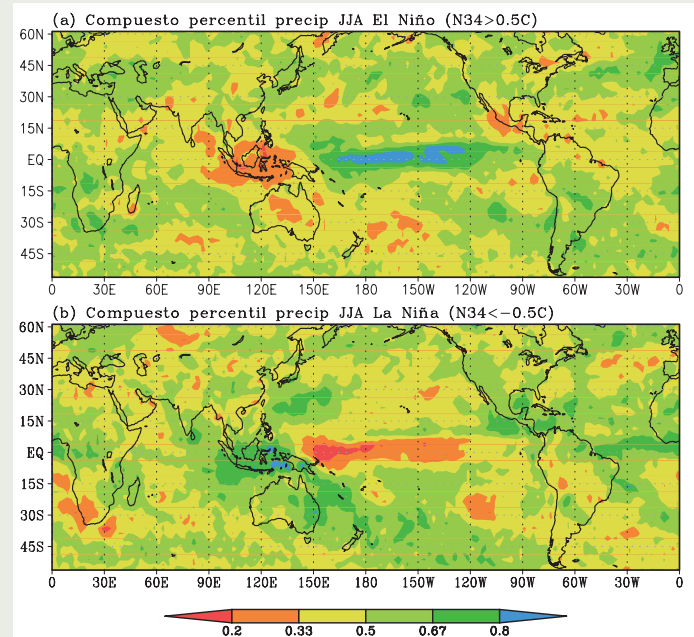 (a) Compuesto percentil precip JJA El Niño (N34>0.5C)
60N
45N
30N
15N
EQ
15S
30S
45S
0 30E 60E 90E 120E 150E 180 150W 120W 90W 60W 30W 0
(b) Compuesto percentil precip JJA La Niña (N34<−0.5C)
60N
45N
30N
15N
EQ
15S
30S
45S
0 30E 60E 90E 120E 150E 180 150W 120W 90W 60W 30W 0
0.2 0.33 0.5 0.67 0.8